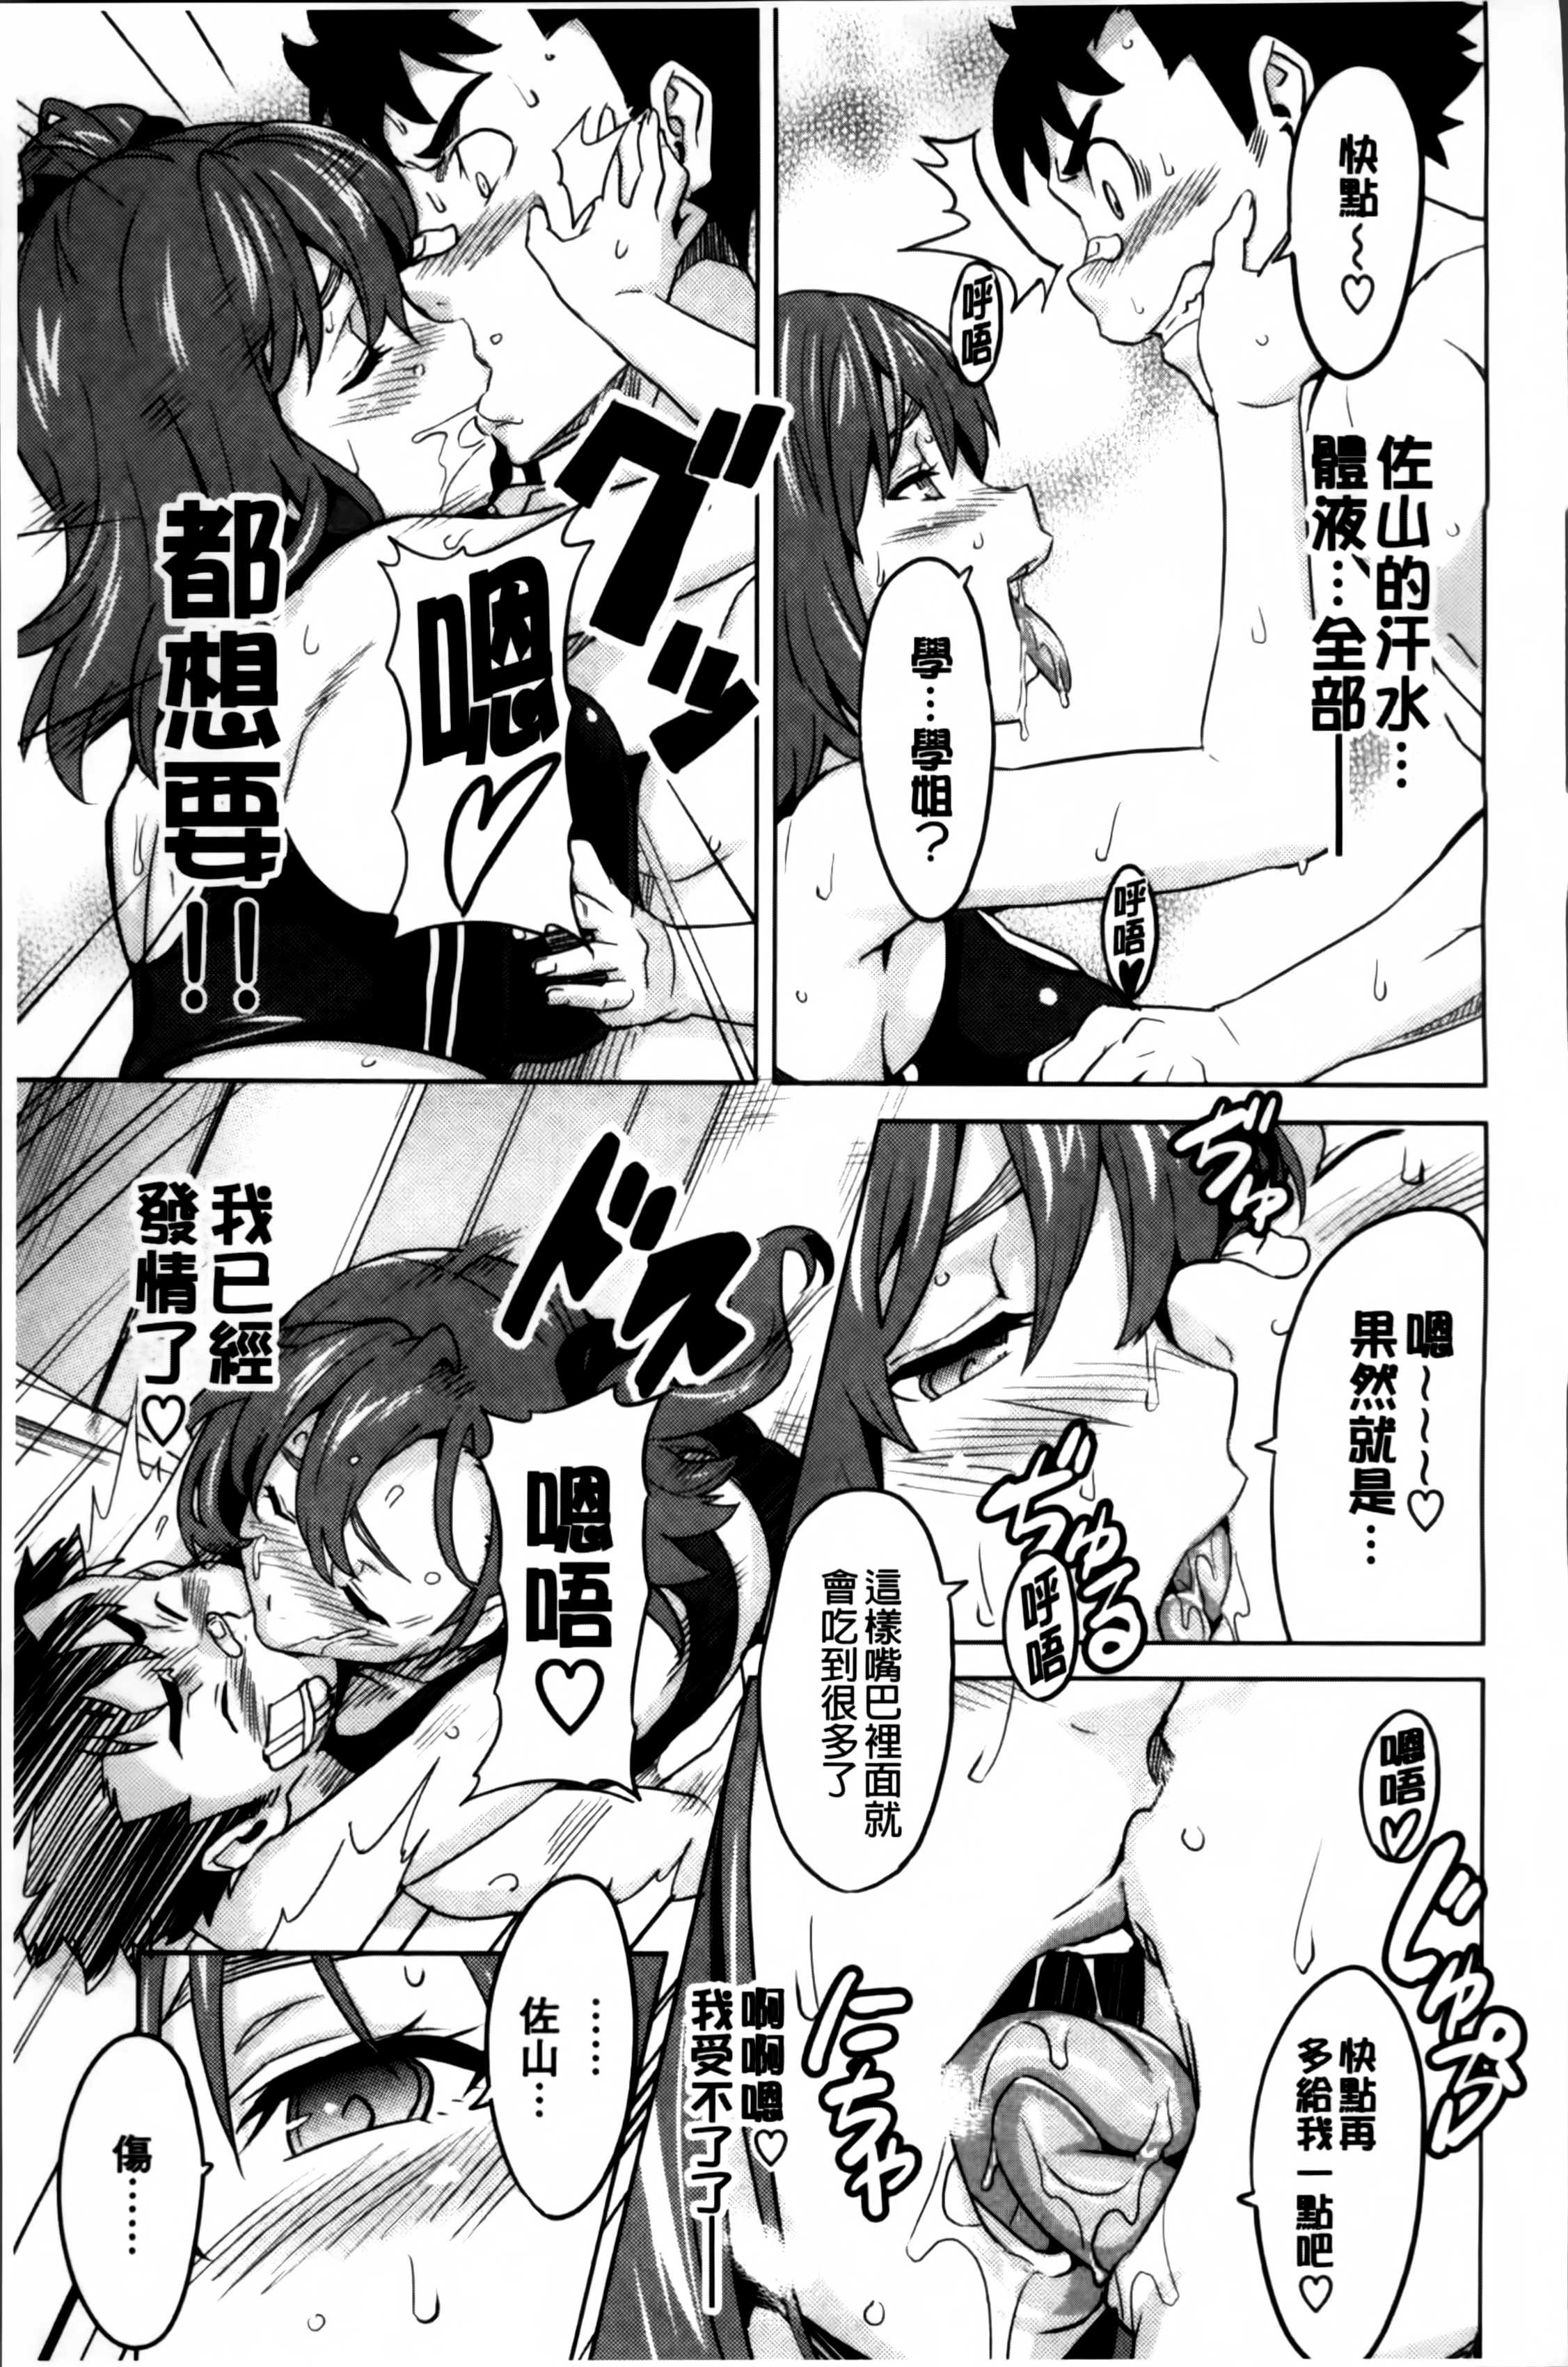 快點～♡
佐山的汗水…
體液…全部——
呼唔
學…學姐？
呼唔♥
グッ
嗯♡
都想要！！
ぢゅ
嗯～～～♡
果然就是…
ぢゅる
呼唔
這樣嘴巴裡面就
會吃到很多了
嗯唔♡
じゅぷ
快點再
多給我一點吧♡
にちゃ
啊啊嗯♡
我受不了了——
ドス
我已經
發情了♡
嗯唔♡
……
佐山…
傷……